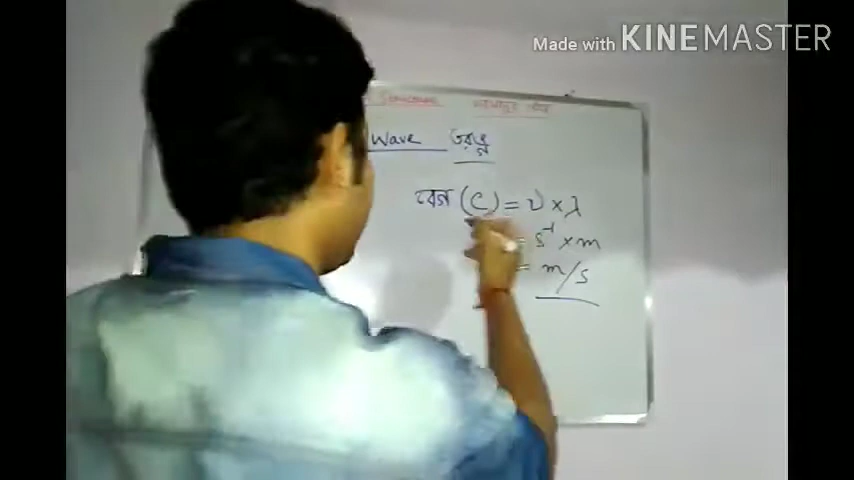 Made with KINEMASTER
Wave তরঙ্গ
বেগ (C) = ν × λ
= s⁻¹ × m
= m/s